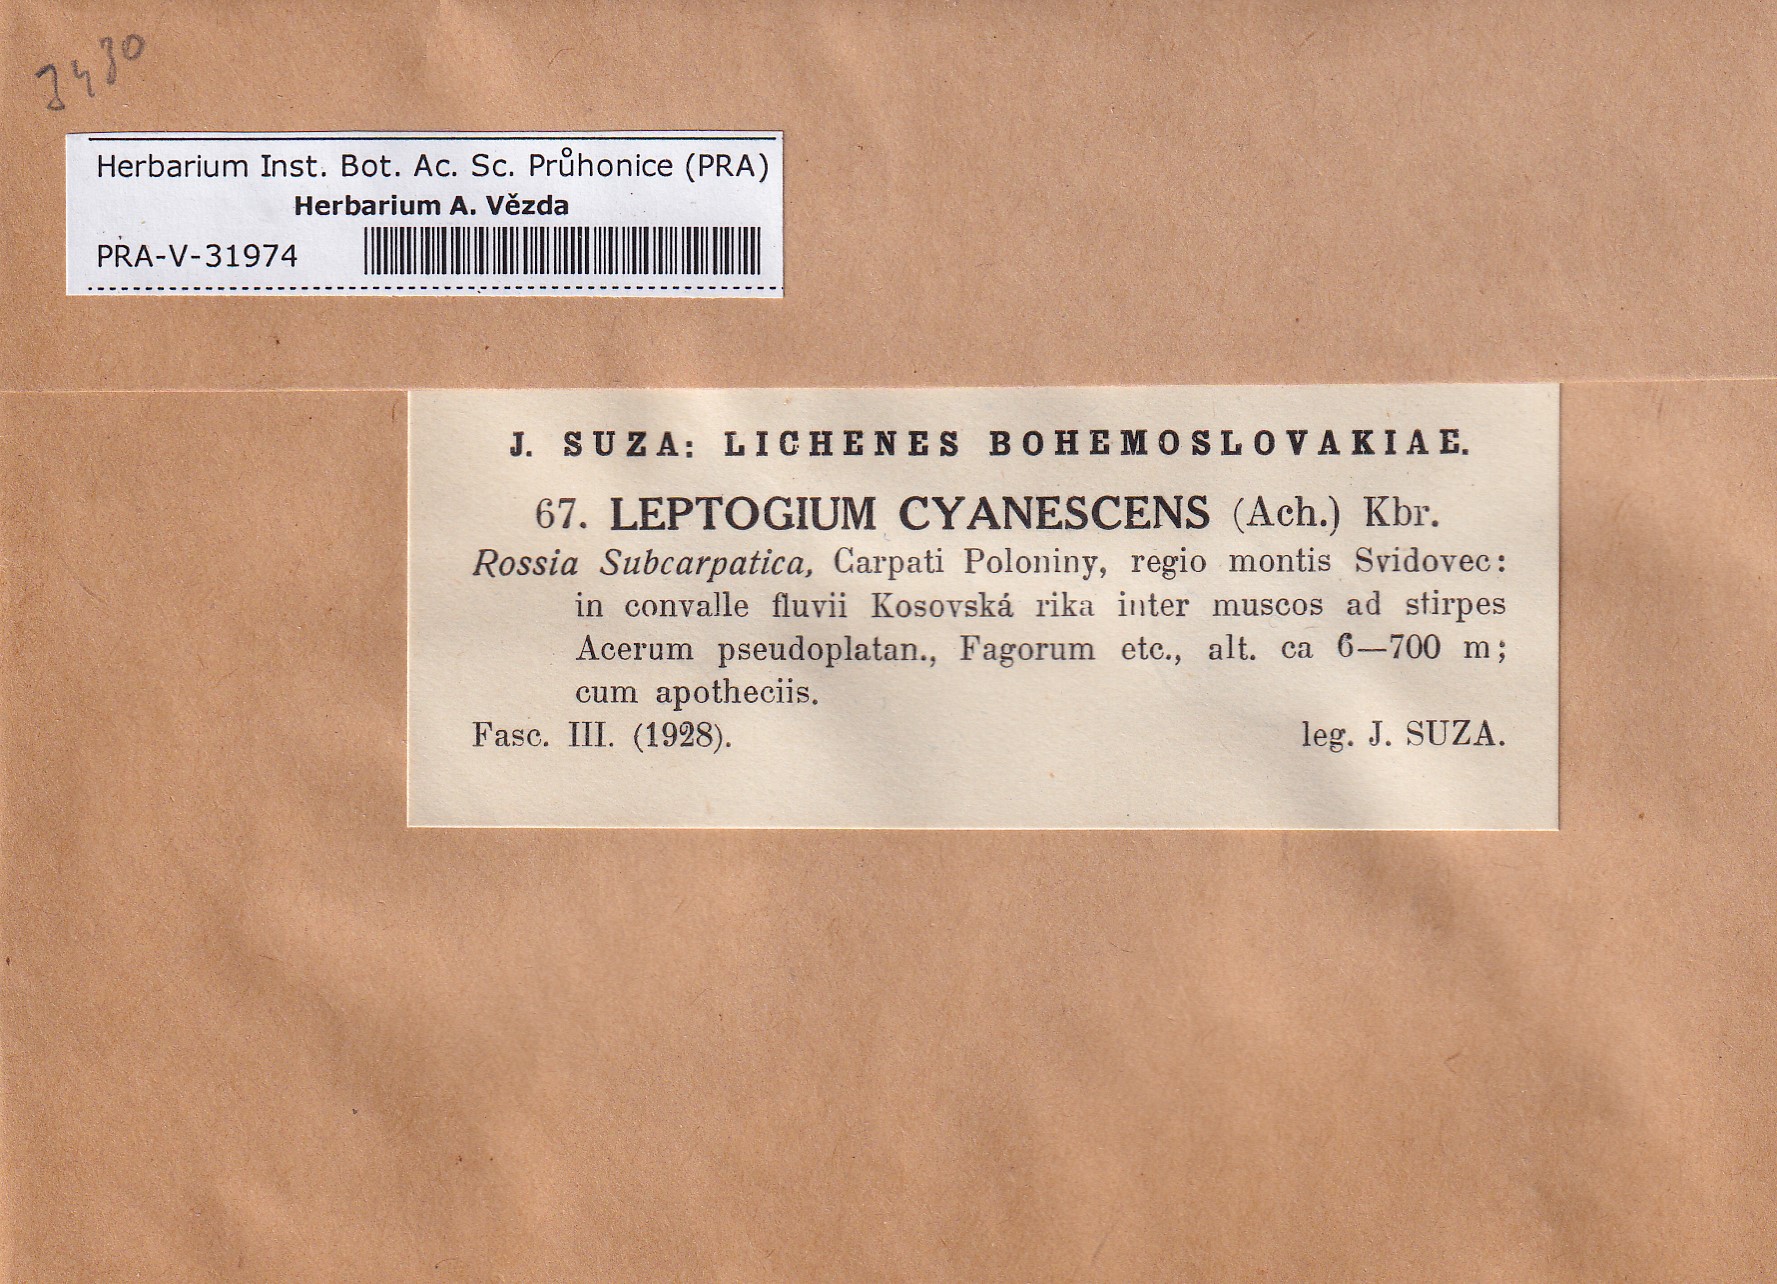 3430
Herbarium Inst. Bot. Ac. Sc. Průhonice (PRA)
Herbarium A. Vězda
PRA-V-31974
J. SUZA: LICHENES BOHEMOSLOVAKIAE.
67. LEPTOGIUM CYANESCENS (Ach.) Kbr.
Rossia Subcarpatica, Carpati Poloniny, regio montis Svidovec:
in convalle fluvii Kosovská rika inter muscos ad stirpes
Acerum pseudoplatan., Fagorum etc., alt. ca 6—700 m;
cum apotheciis.
Fasc. III. (1928).
leg. J. SUZA.